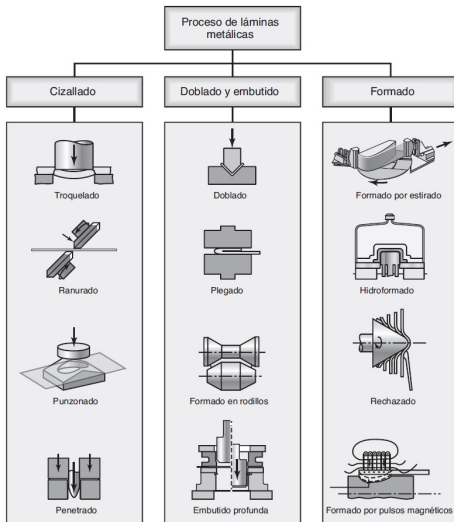 Proceso de láminas
metálicas
Cizallado
Doblado y embutido
Formado
Troquelado
Ranurado
Punzonado
Penetrado
Doblado
Plegado
Formado en rodillos
Embutido profunda
Formado por estirado
Hidroformado
Rechazado
Formado por pulsos magnéticos